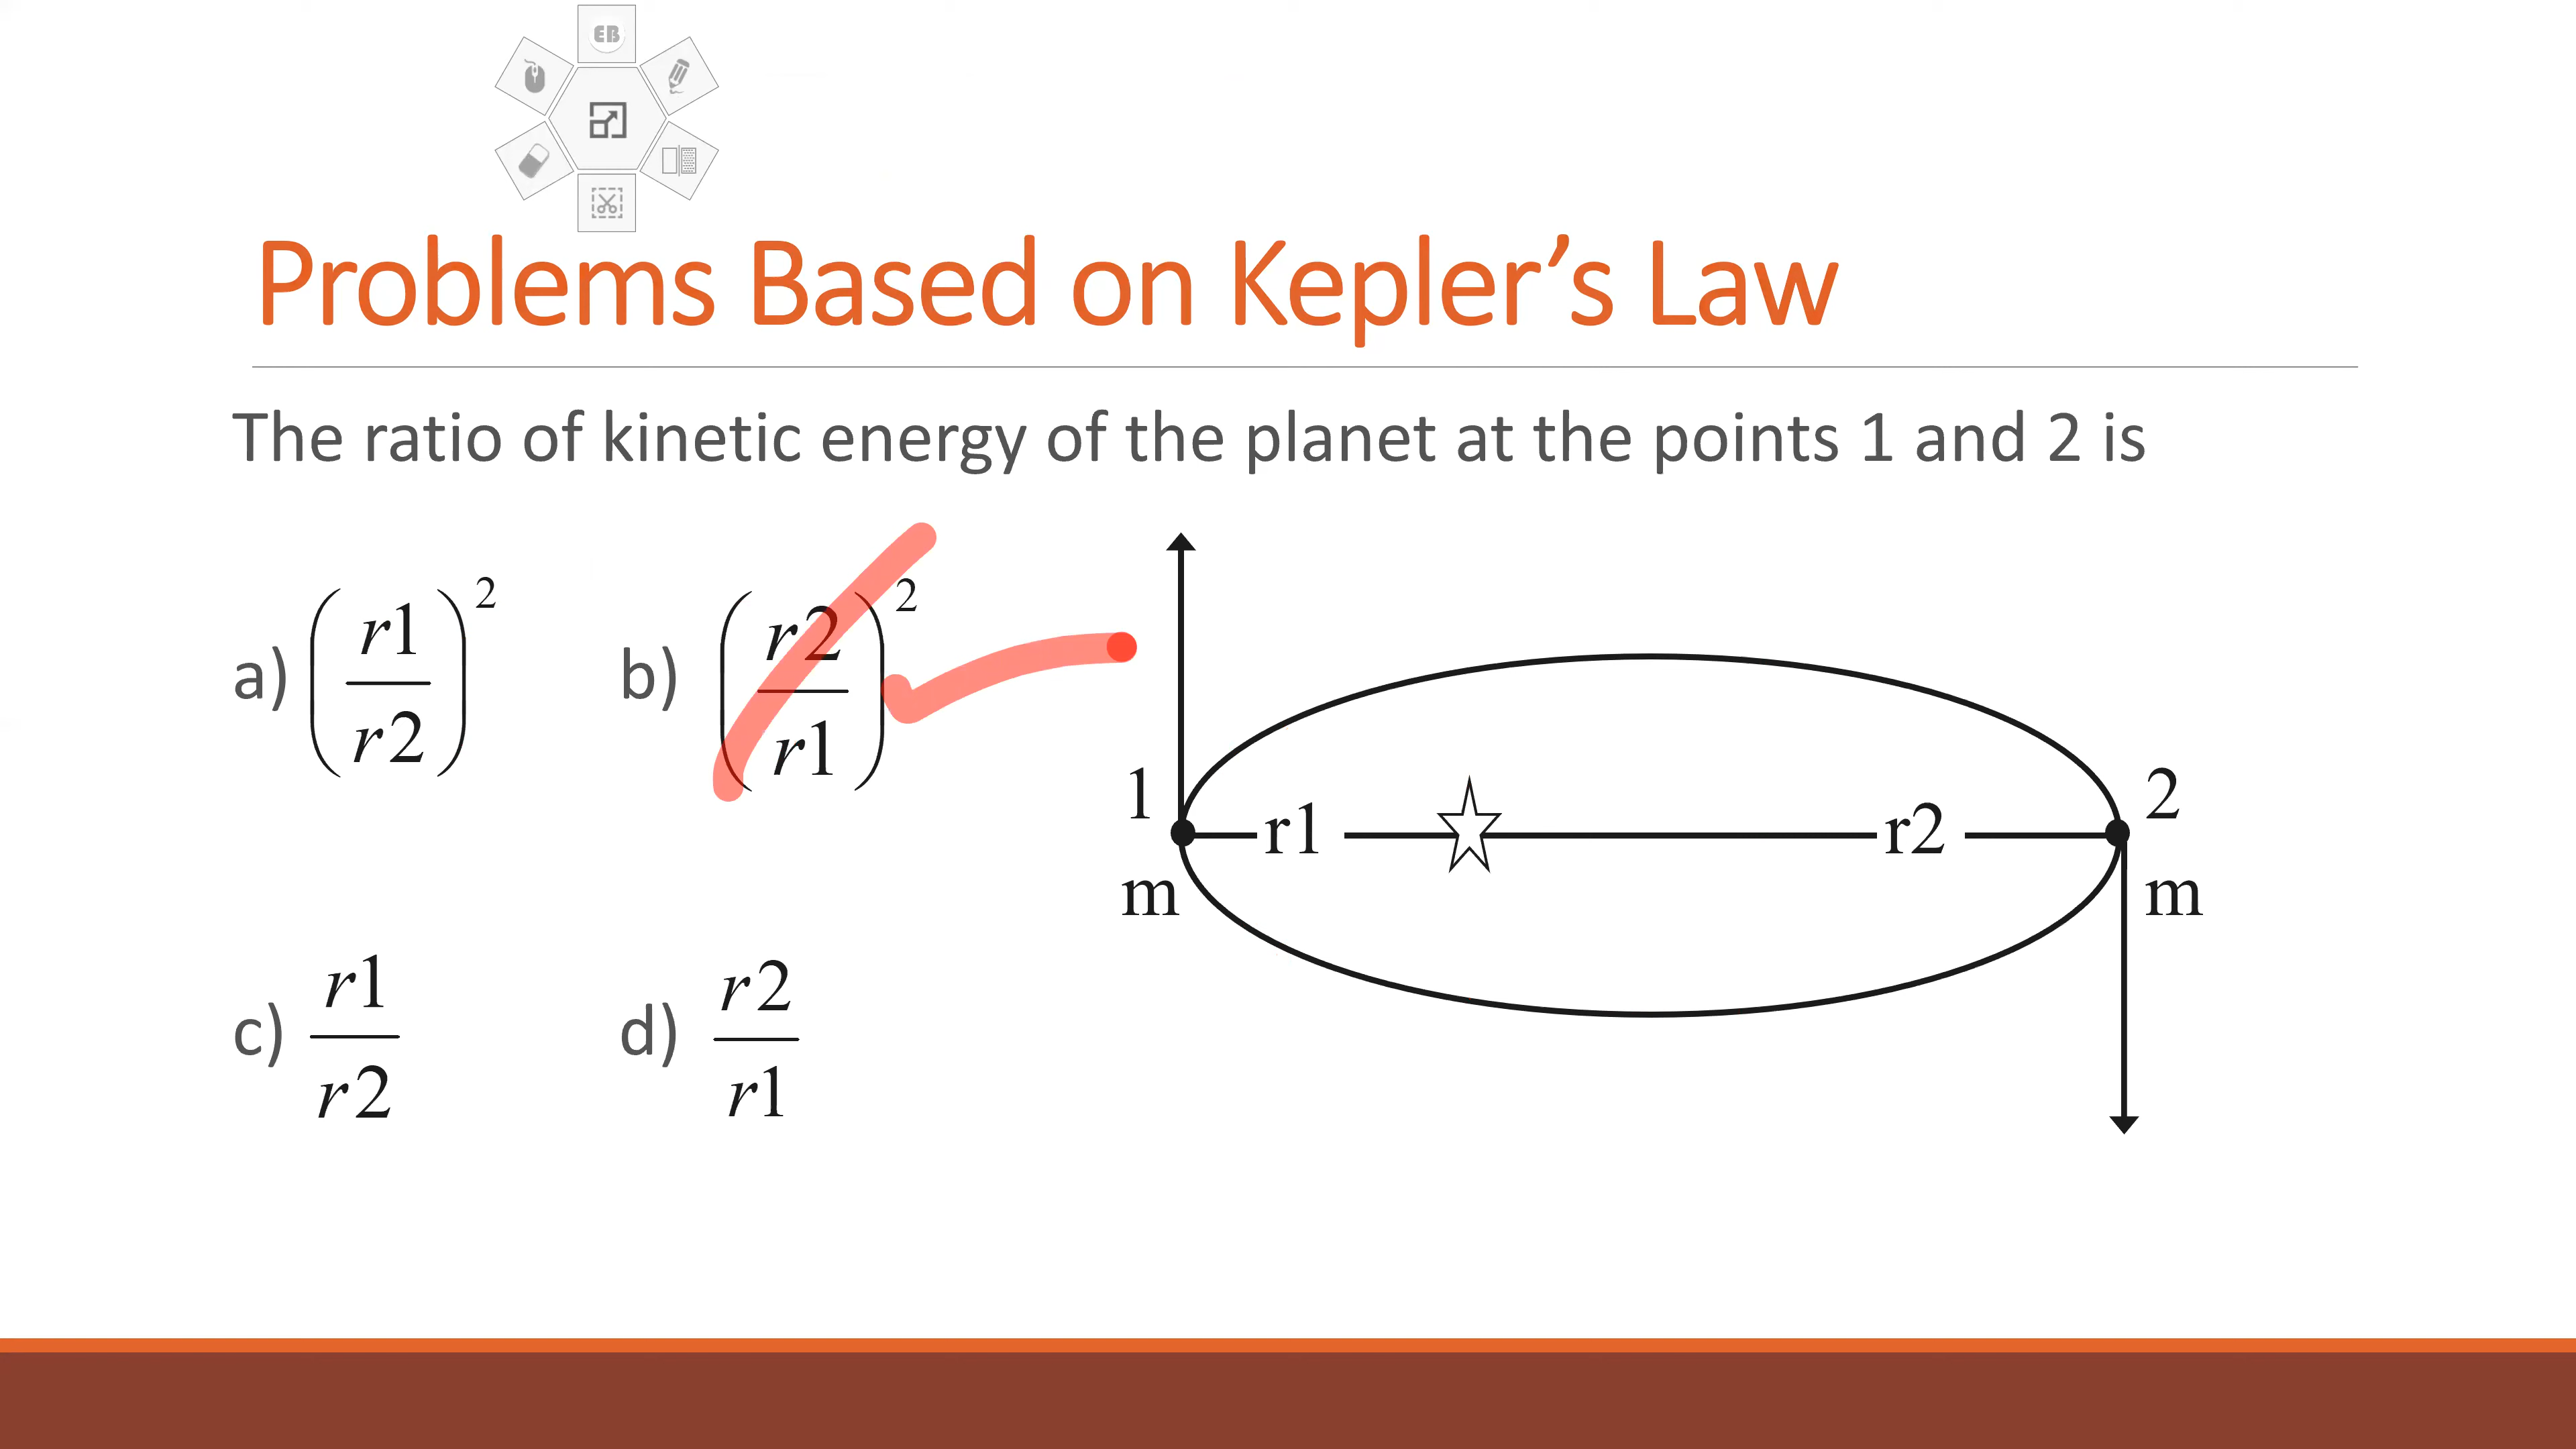 EB
Problems Based on Kepler’s Law
The ratio of kinetic energy of the planet at the points 1 and 2 is
a) (r1/r2)^2 b) (r2/r1)^2
c) r1/r2 d) r2/r1
1 2
r1 r2
m m